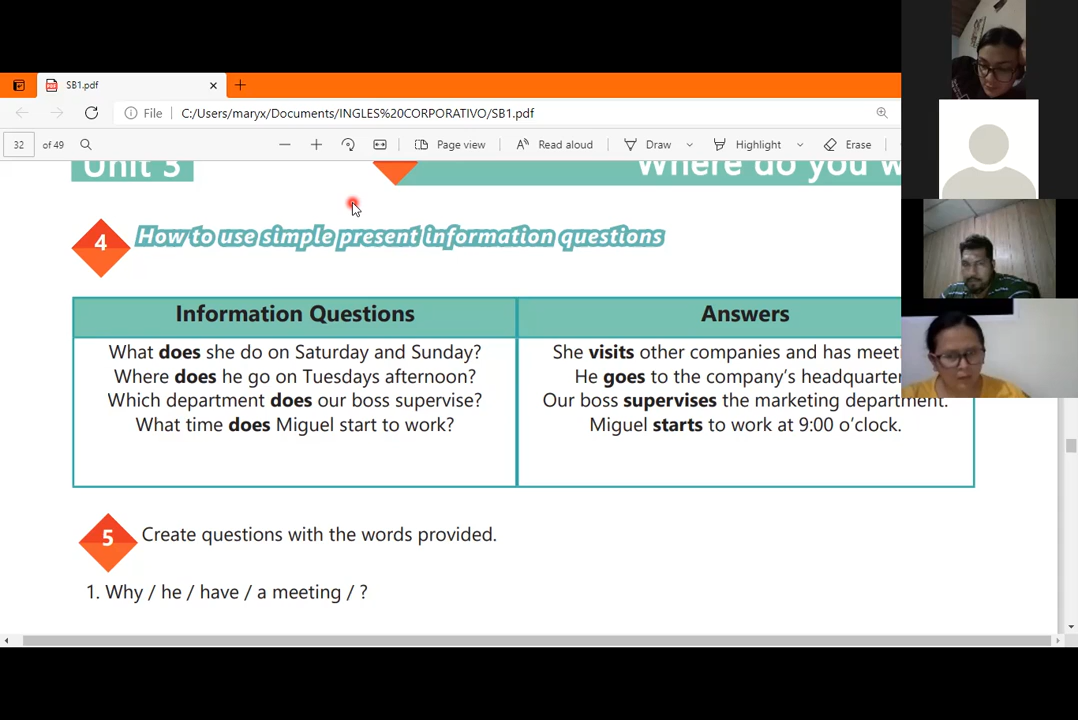 SB1.pdf
File C:/Users/maryx/Documents/INGLES%20CORPORATIVO/SB1.pdf
32 of 49 Page view Read aloud Draw Highlight Erase
Unit 3 Where do you
4 How to use simple present information questions
Information Questions Answers
What does she do on Saturday and Sunday? She visits other companies and has
Where does he go on Tuesdays afternoon? He goes to the company's
Which department does our boss supervise? Our boss supervises the marketing department.
What time does Miguel start to work? Miguel starts to work at 9:00 o'clock.
5 Create questions with the words provided.
1. Why / he / have / a meeting / ?